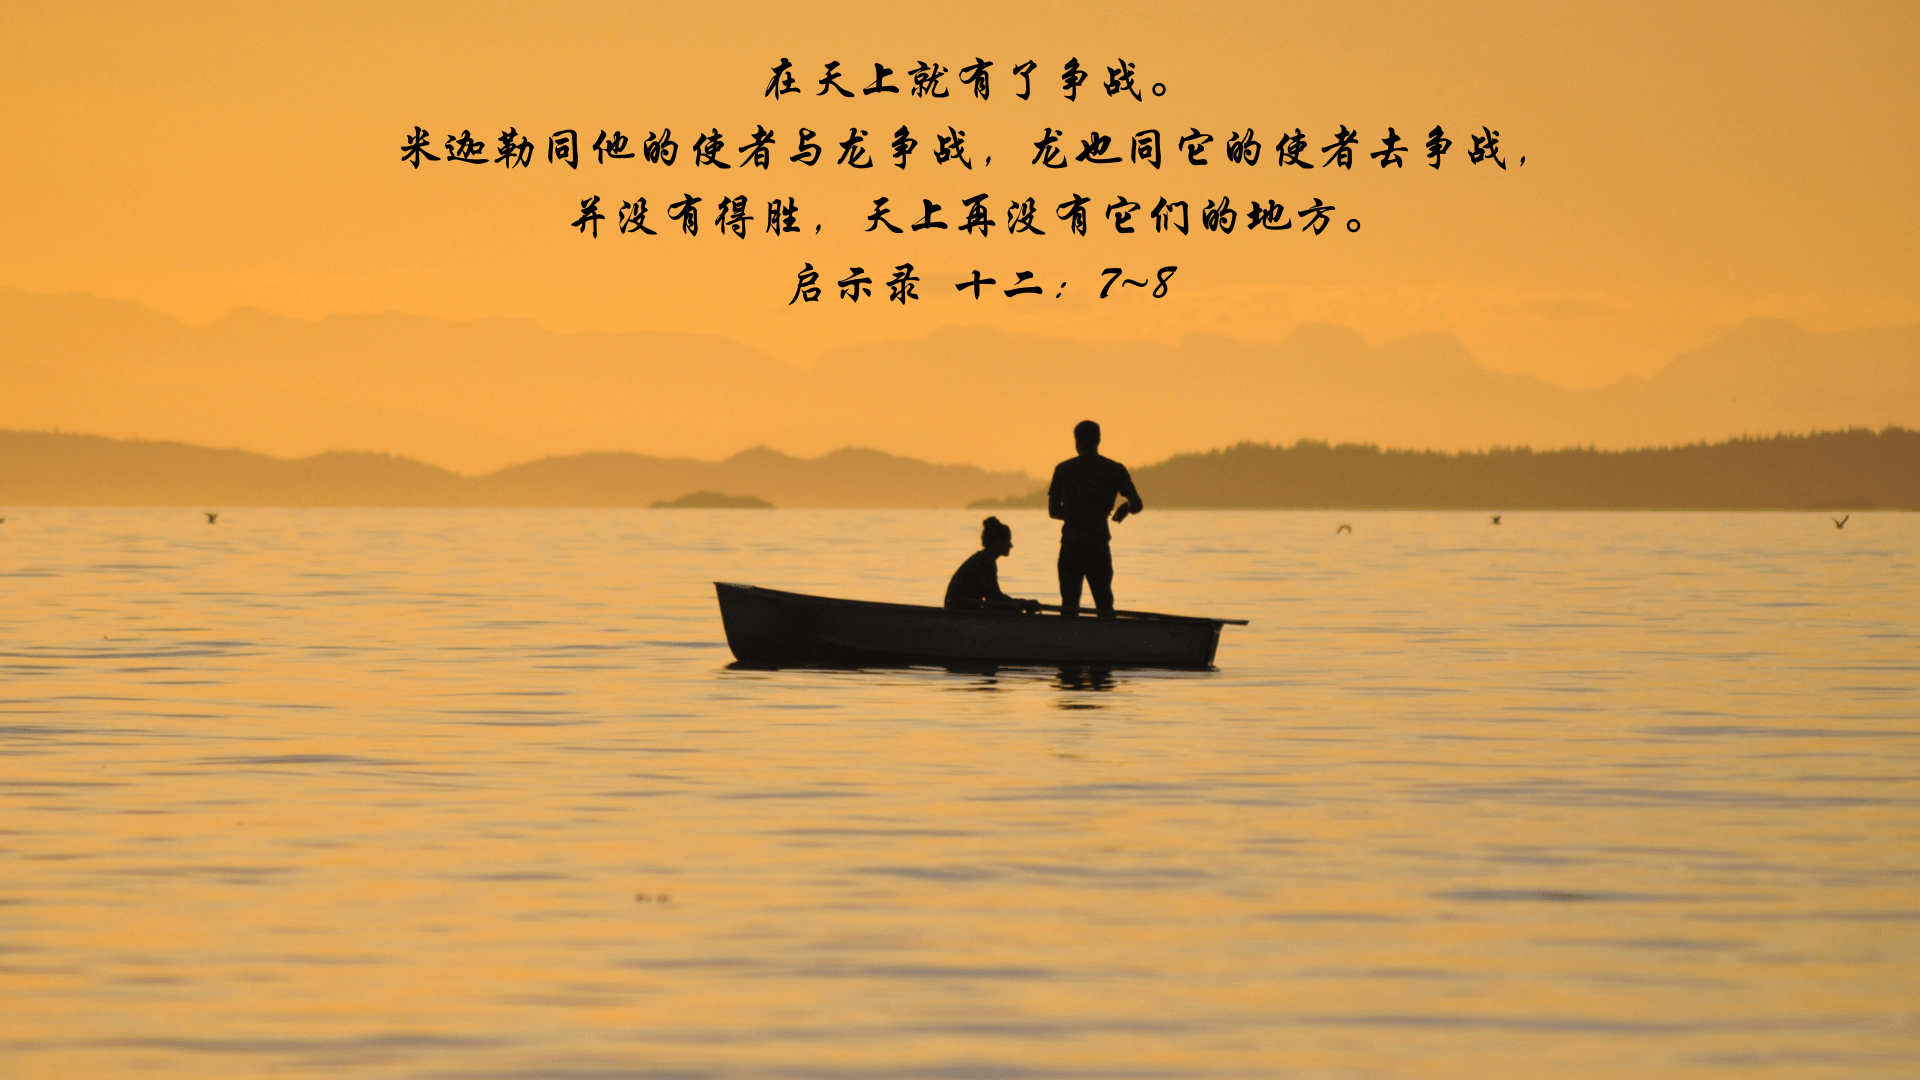 在天上就有了争战。
米迦勒同他的使者与龙争战，龙也同它的使者去争战，
并没有得胜，天上再没有它们的地方。
启示录 十二：7~8